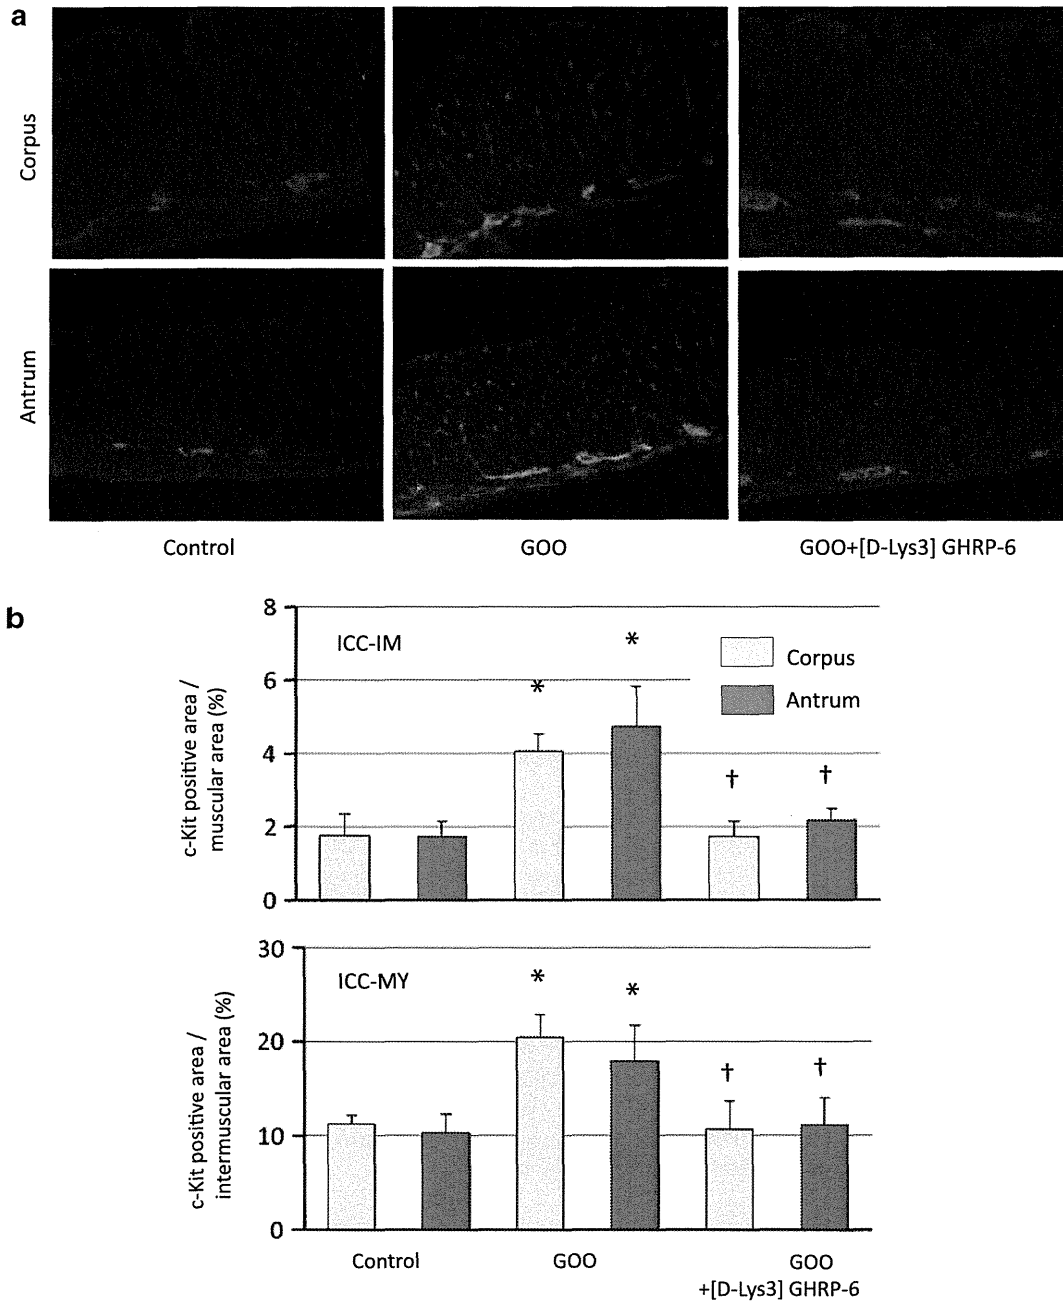 a
Corpus
Antrum
Control
GOO
GOO+[D-Lys3] GHRP-6
b
8
6
4
2
0
c-Kit positive area /
muscular area (%)
ICC-IM
*
*
†
†
Corpus
Antrum
30
20
10
0
c-Kit positive area /
intermuscular area (%)
ICC-MY
*
*
†
†
Control
GOO
GOO
+[D-Lys3] GHRP-6